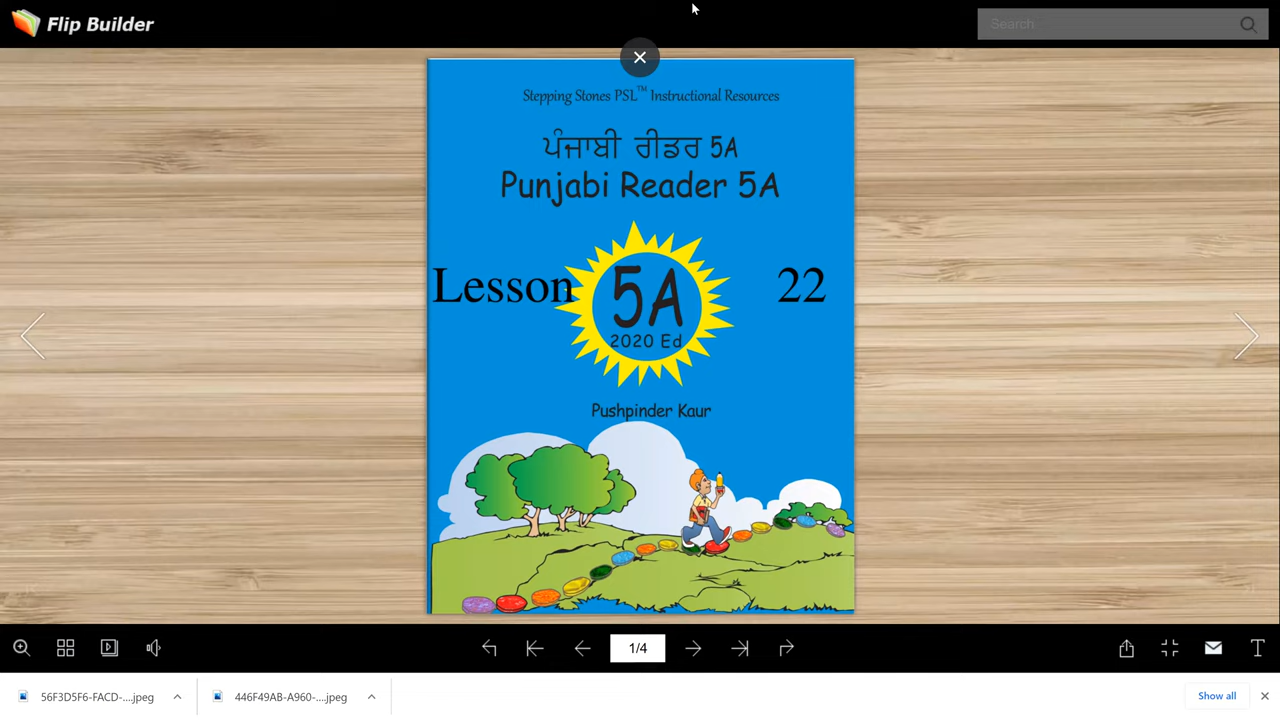 Flip Builder
Search
Stepping Stones PSL™ Instructional Resources
ਪੰਜਾਬੀ ਰੀਡਰ 5A
Punjabi Reader 5A
Lesson 22
5A
2020 Ed
Pushpinder Kaur
1/4
56F3D5F6-FACD-....jpeg
446F49AB-A960-....jpeg
Show all